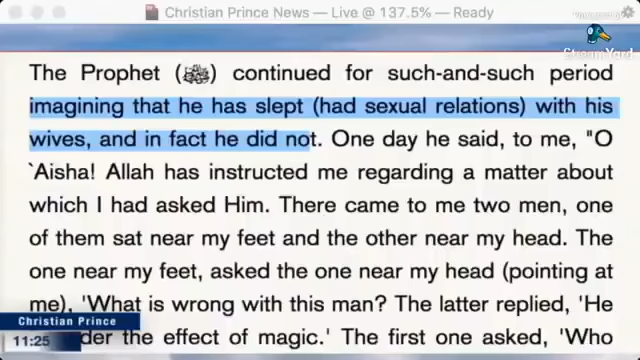 Christian Prince News — Live @ 137.5% — Ready
StreamYard
The Prophet (ﷺ) continued for such-and-such period
imagining that he has slept (had sexual relations) with his
wives, and in fact he did not. One day he said, to me, "O
`Aisha! Allah has instructed me regarding a matter about
which I had asked Him. There came to me two men, one
of them sat near my feet and the other near my head. The
one near my feet, asked the one near my head (pointing at
me), 'What is wrong with this man? The latter replied, 'He
Christian Prince
der the effect of magic.' The first one asked, 'Who
11:25